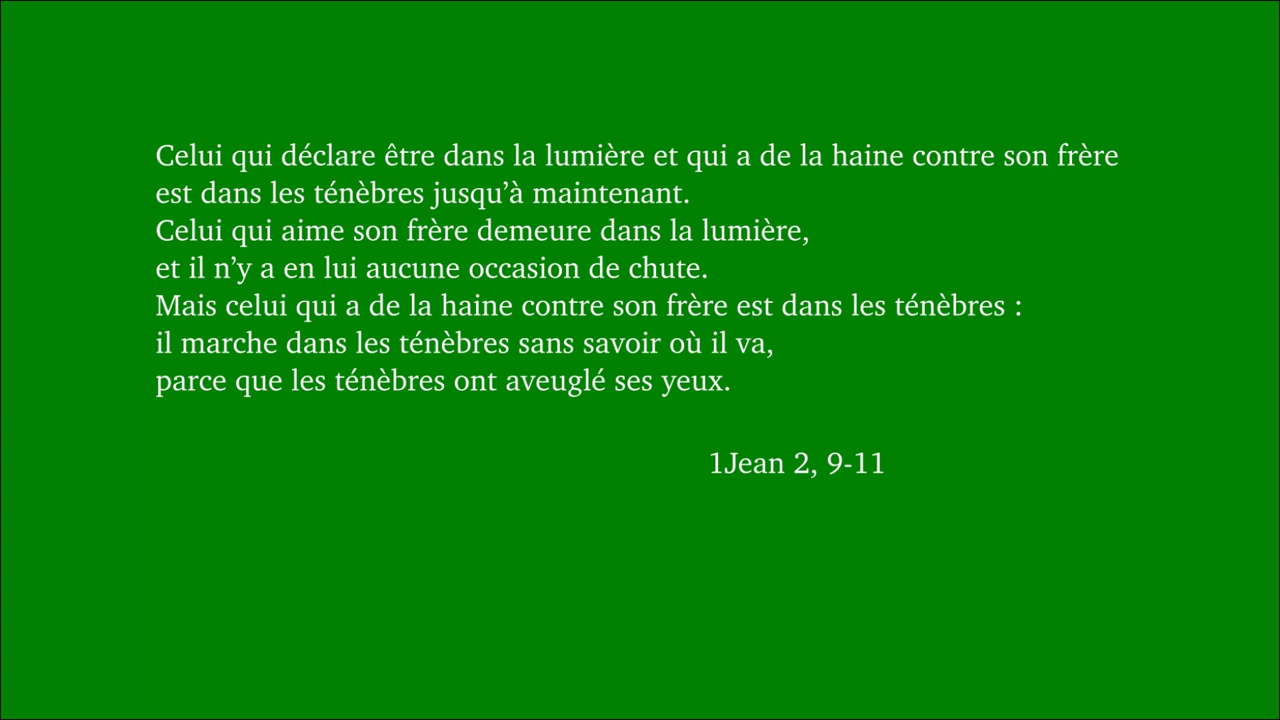 Celui qui déclare être dans la lumière et qui a de la haine contre son frère
est dans les ténèbres jusqu’à maintenant.
Celui qui aime son frère demeure dans la lumière,
et il n’y a en lui aucune occasion de chute.
Mais celui qui a de la haine contre son frère est dans les ténèbres :
il marche dans les ténèbres sans savoir où il va,
parce que les ténèbres ont aveuglé ses yeux.
1Jean 2, 9-11